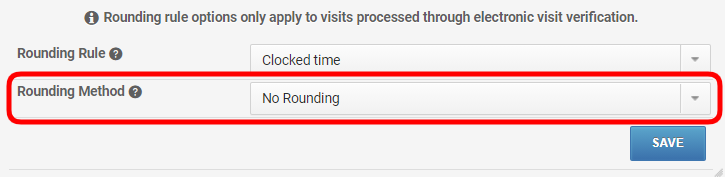 Rounding rule options only apply to visits processed through electronic visit verification.
Rounding Rule Clocked time
Rounding Method No Rounding
SAVE